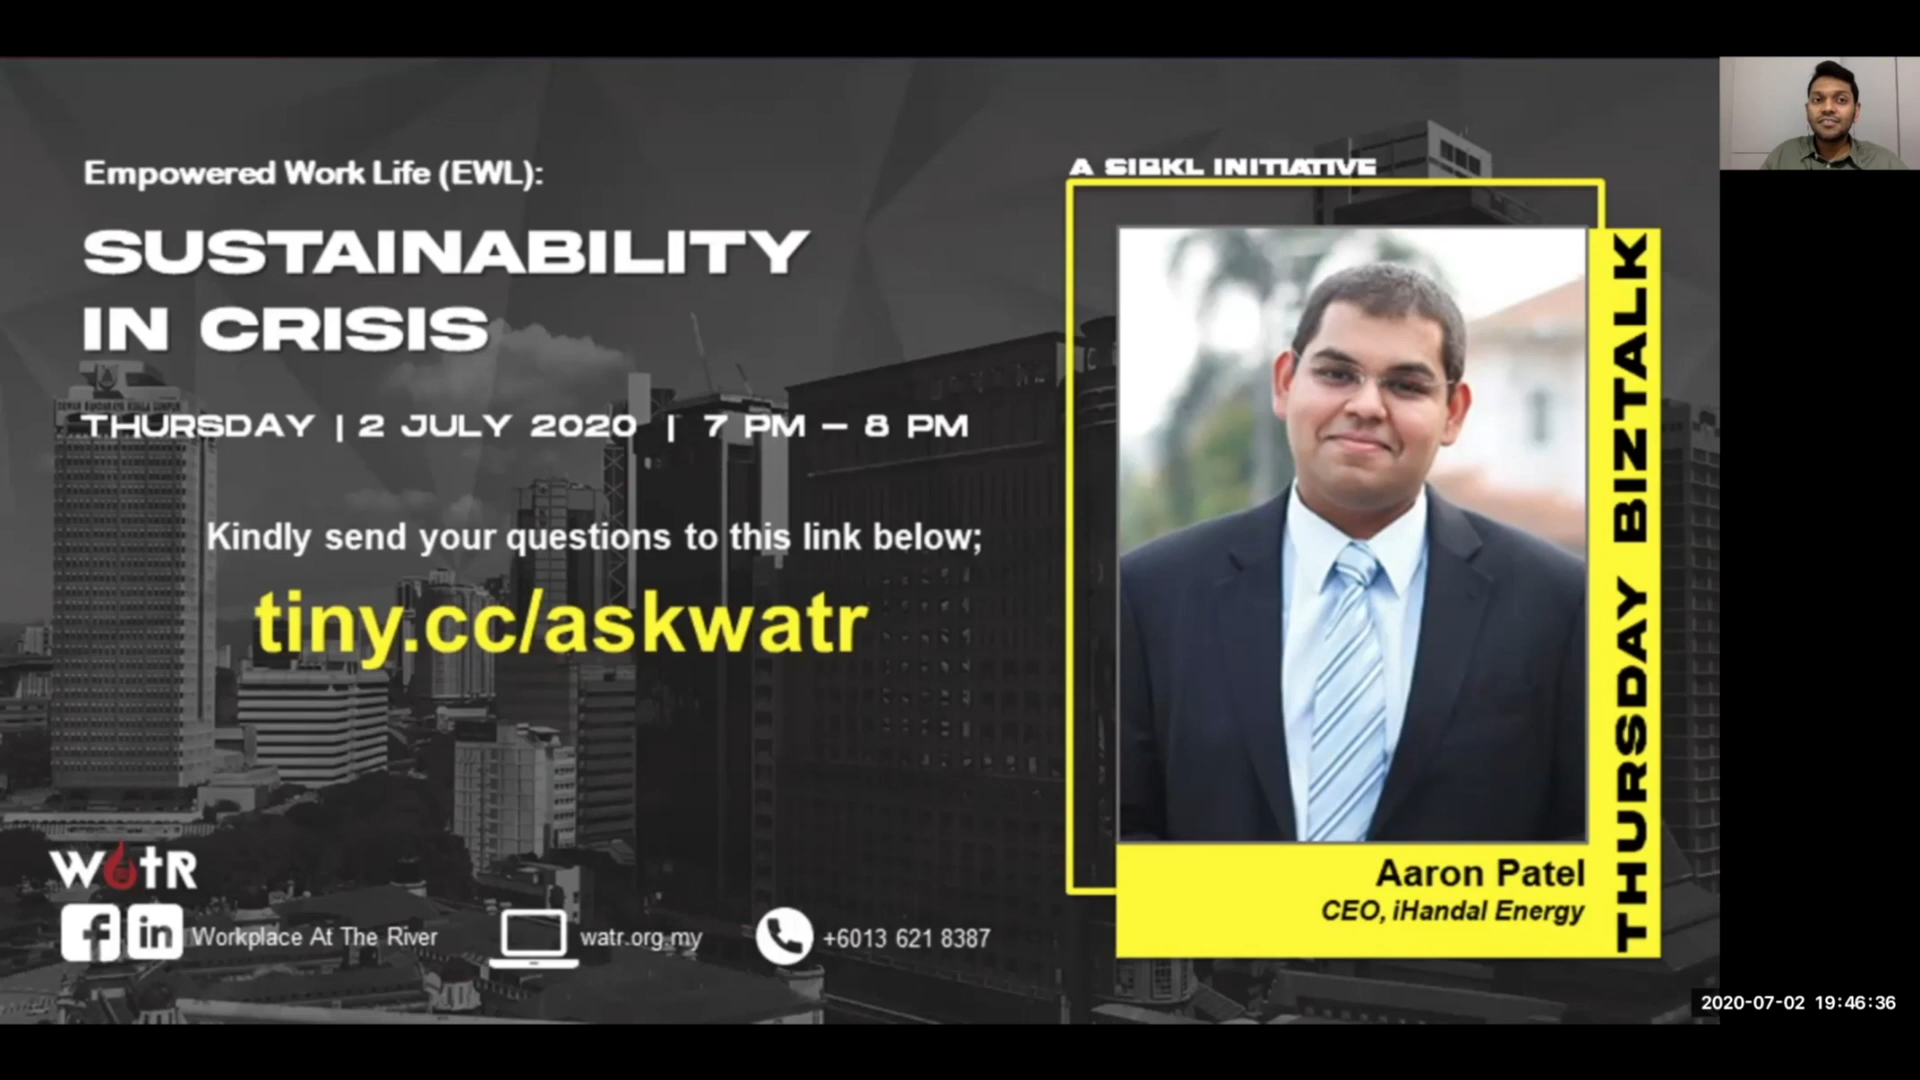 Empowered Work Life (EWL):
SUSTAINABILITY
IN CRISIS
THURSDAY | 2 JULY 2020 | 7 PM – 8 PM
Kindly send your questions to this link below;
tiny.cc/askwatr
WatR
f in Workplace At The River
watr.org.my
+6013 621 8387
A SIBKL INITIATIVE
THURSDAY BIZTALK
Aaron Patel
CEO, iHandal Energy
2020-07-02 19:46:36